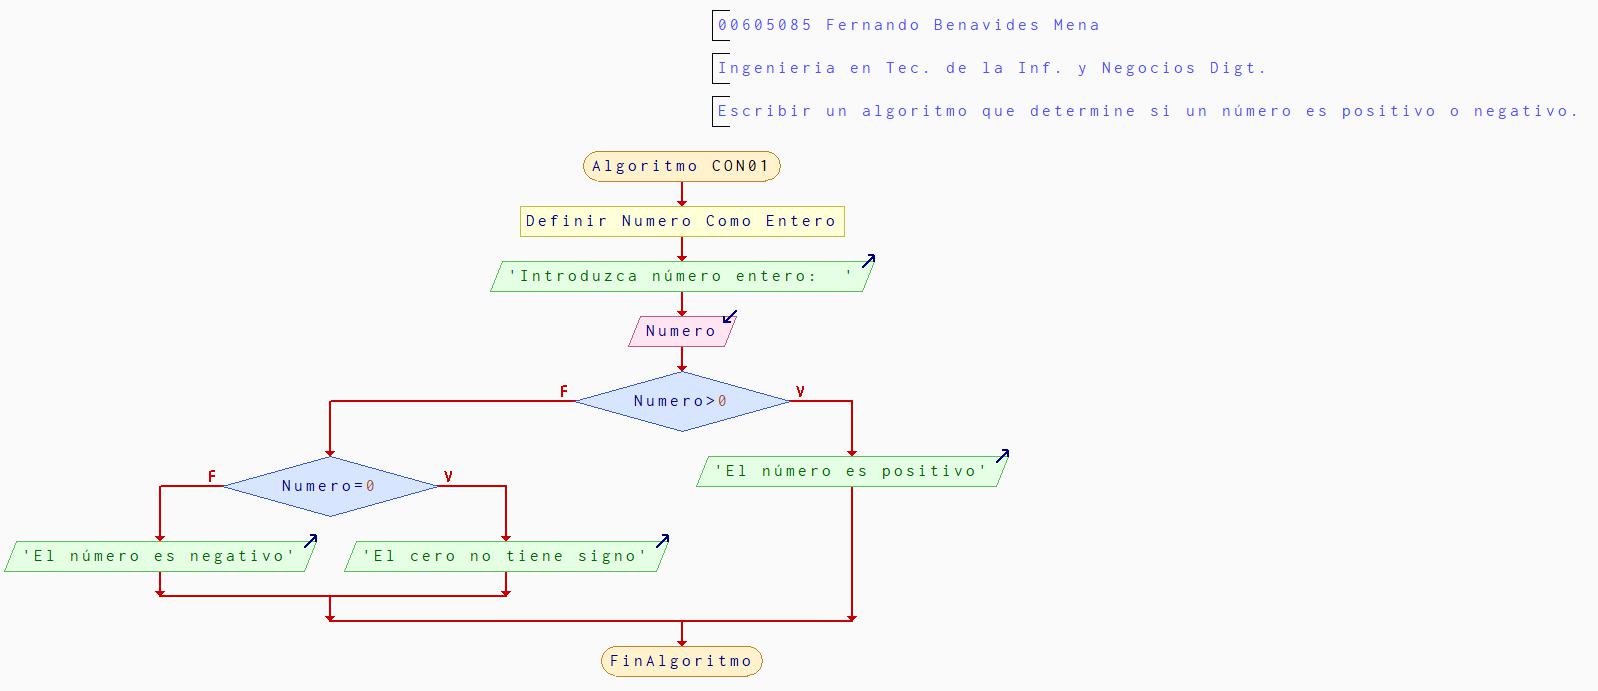 00605085 Fernando Benavides Mena
Ingenieria en Tec. de la Inf. y Negocios Digt.
Escribir un algoritmo que determine si un número es positivo o negativo.
Algoritmo CON01
Definir Numero Como Entero
'Introduzca número entero:  '
Numero
F
V
Numero>0
F
V
'El número es positivo'
Numero=0
'El número es negativo'
'El cero no tiene signo'
FinAlgoritmo